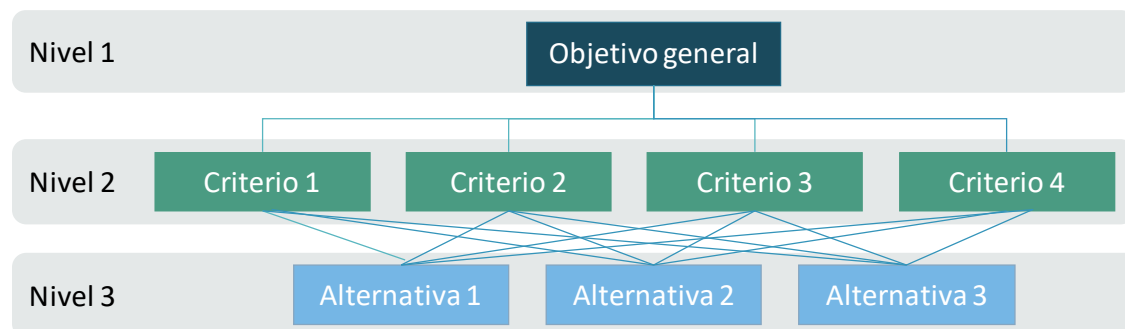 Nivel 1
Objetivo general
Nivel 2
Criterio 1
Criterio 2
Criterio 3
Criterio 4
Nivel 3
Alternativa 1
Alternativa 2
Alternativa 3